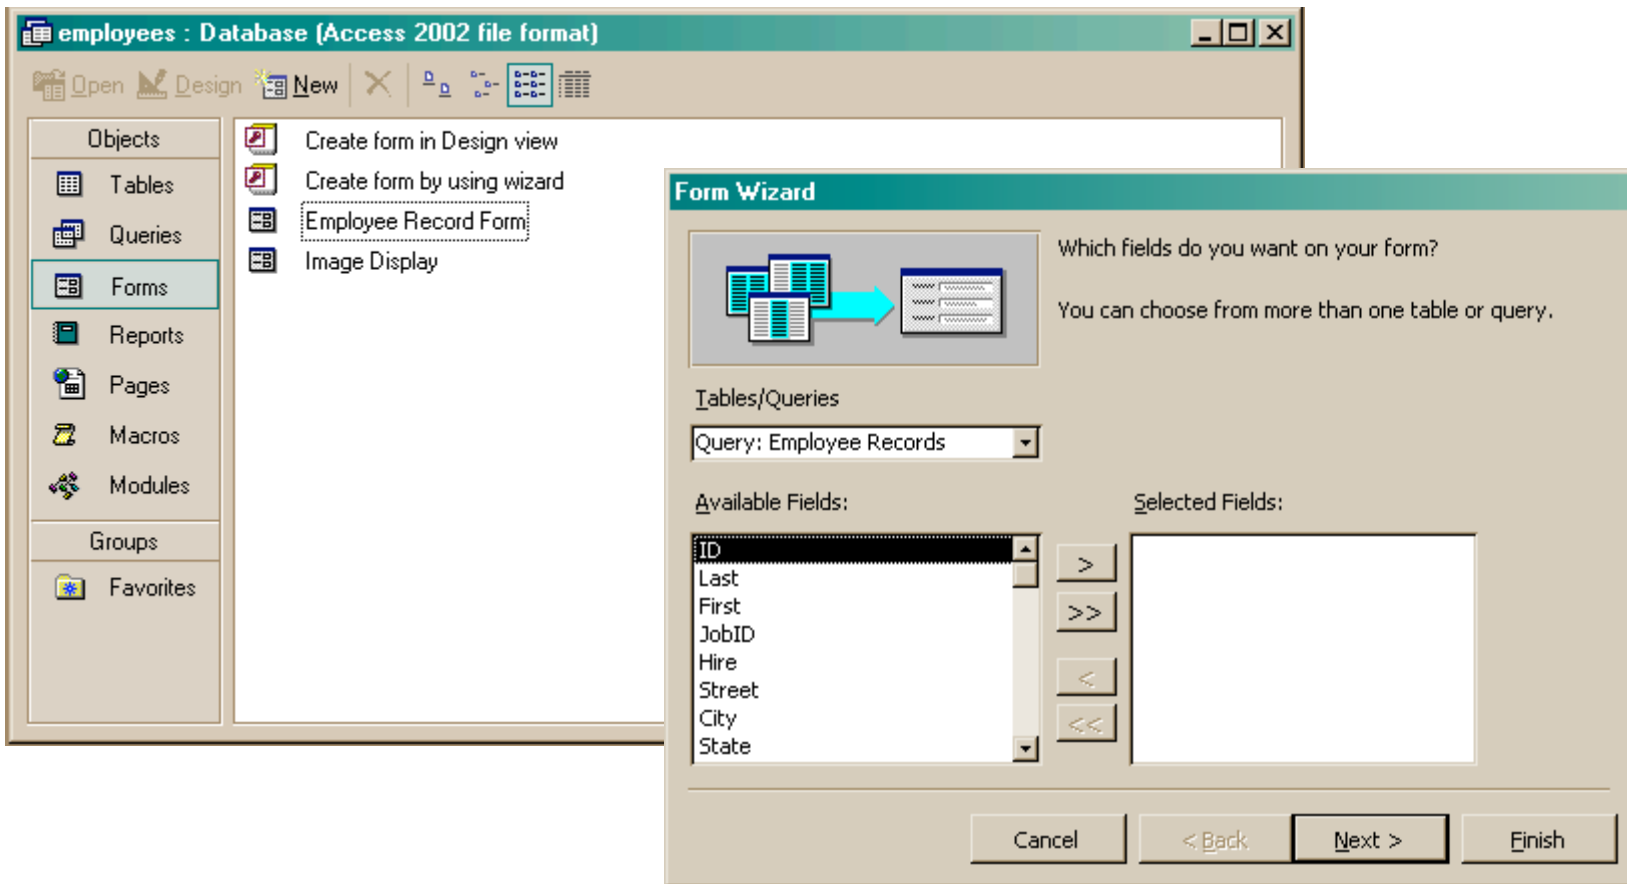 employees : Database (Access 2002 file format)
Open Design New
Objects
Tables
Queries
Forms
Reports
Pages
Macros
Modules
Groups
Favorites
Create form in Design view
Create form by using wizard
Employee Record Form
Image Display
Form Wizard
Which fields do you want on your form?
You can choose from more than one table or query.
Tables/Queries
Query: Employee Records
Available Fields:
ID
Last
First
JobID
Hire
Street
City
State
>
>>
<
<<
Selected Fields:
Cancel < Back Next > Finish